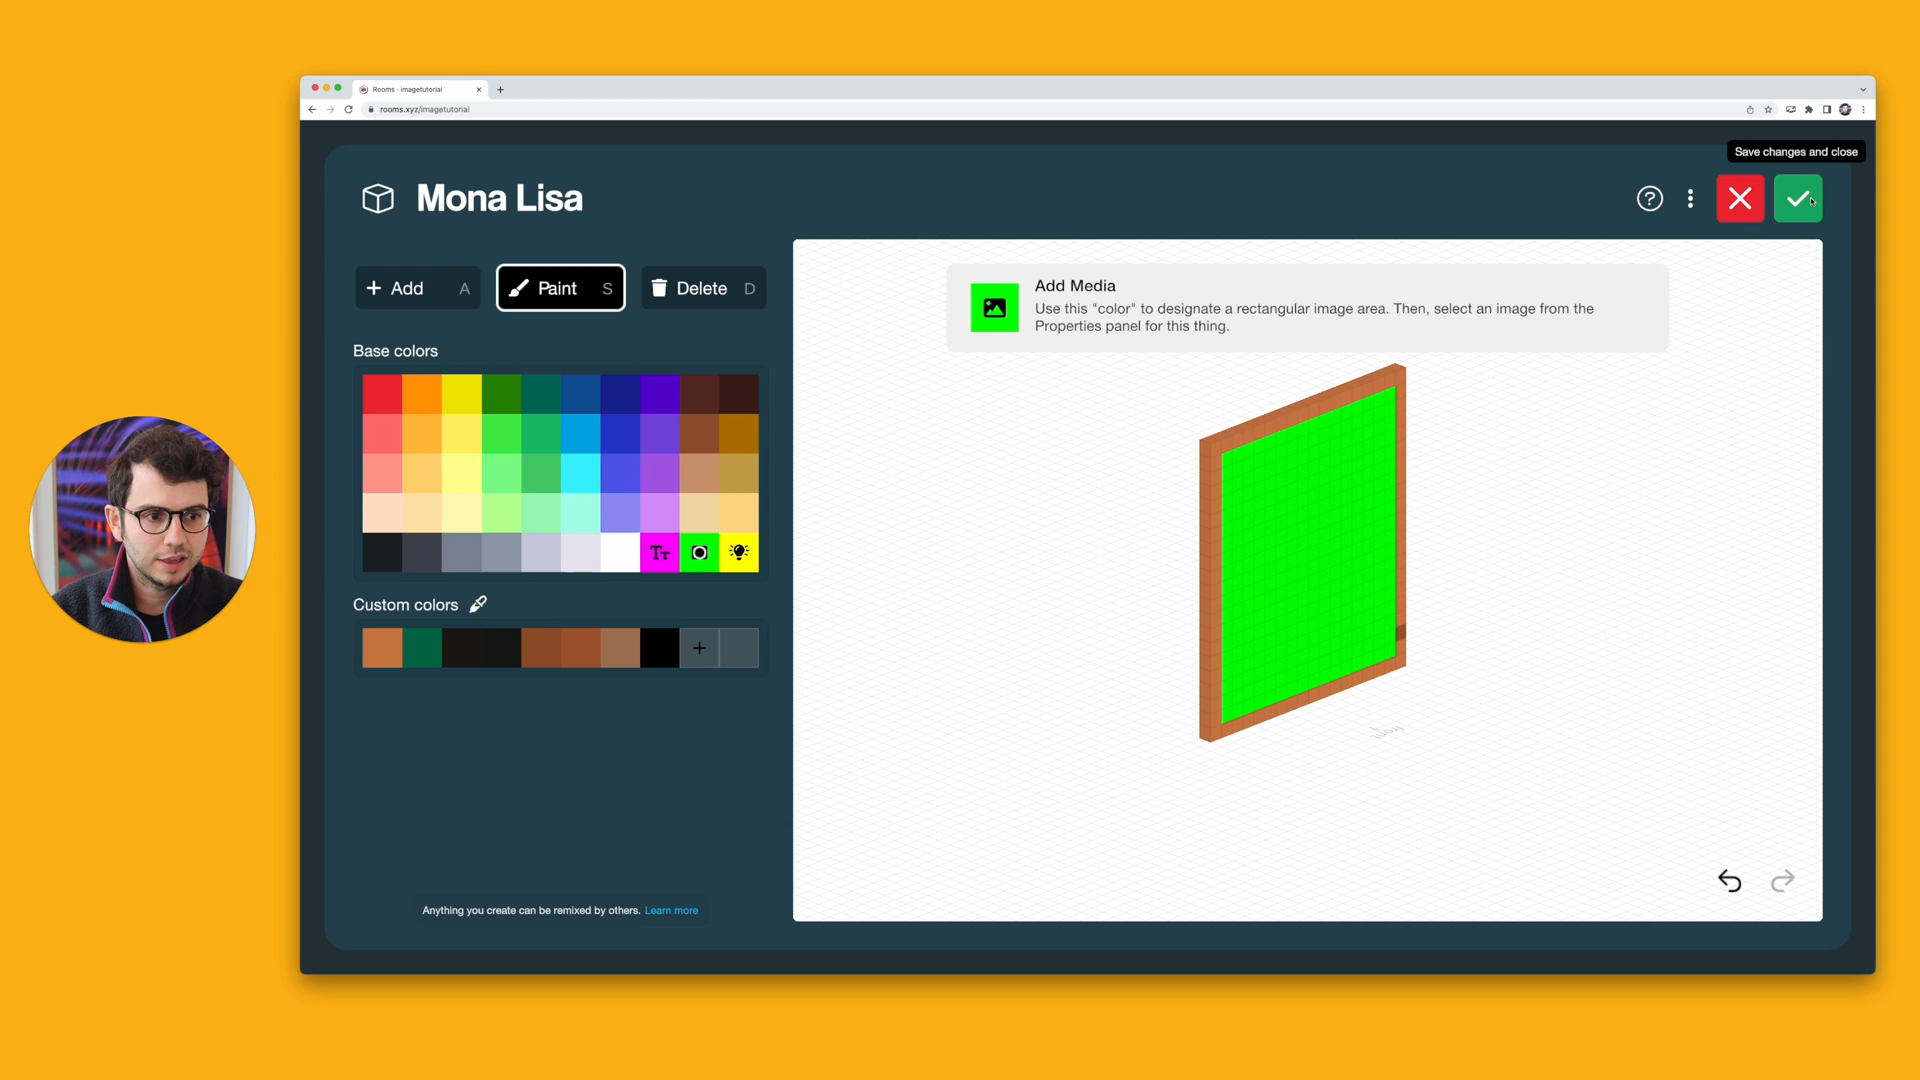 Rooms - imagetutorial
rooms.xyz/imagetutorial
Save changes and close
Mona Lisa
?
+ Add A
Paint S
Delete D
Add Media
Use this "color" to designate a rectangular image area. Then, select an image from the
Properties panel for this thing.
Base colors
TT
Custom colors
+
Anything you create can be remixed by others. Learn more